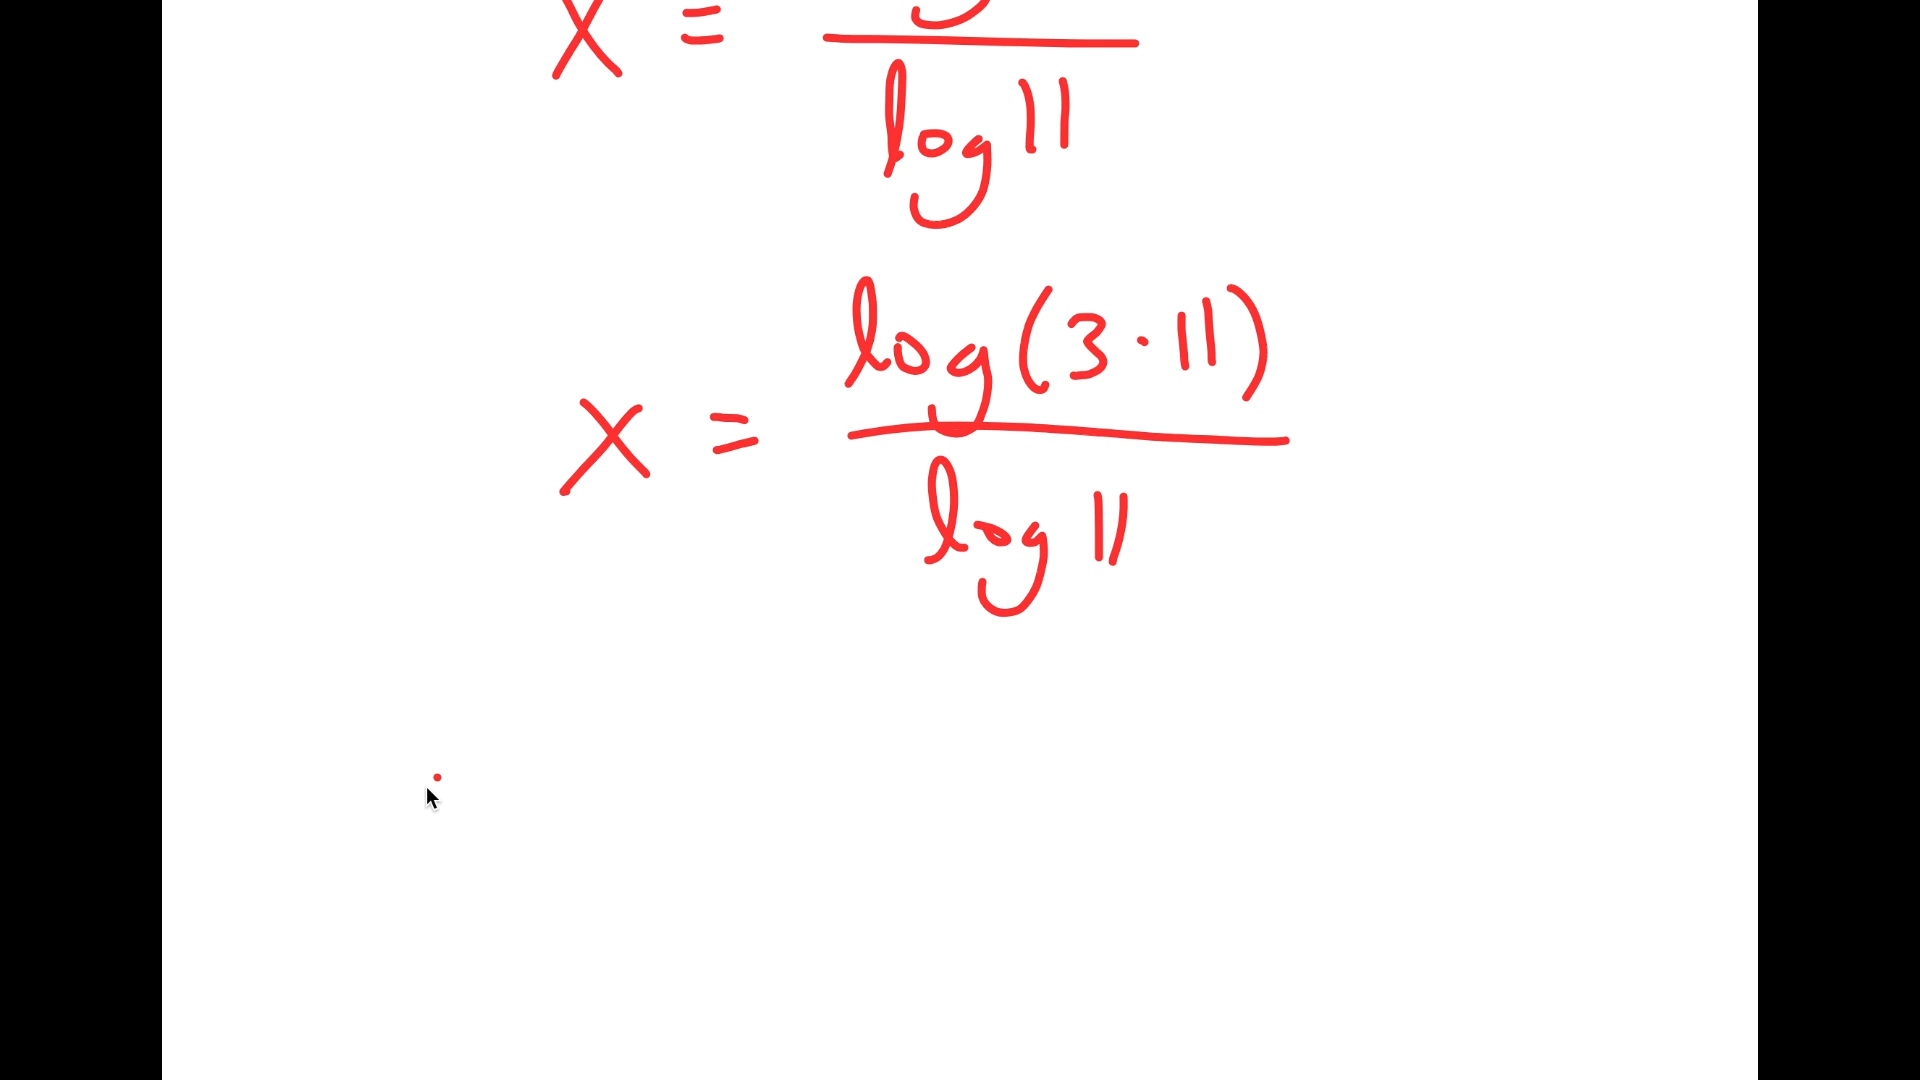 x =
log 11
log(3·11)
x =
log 11